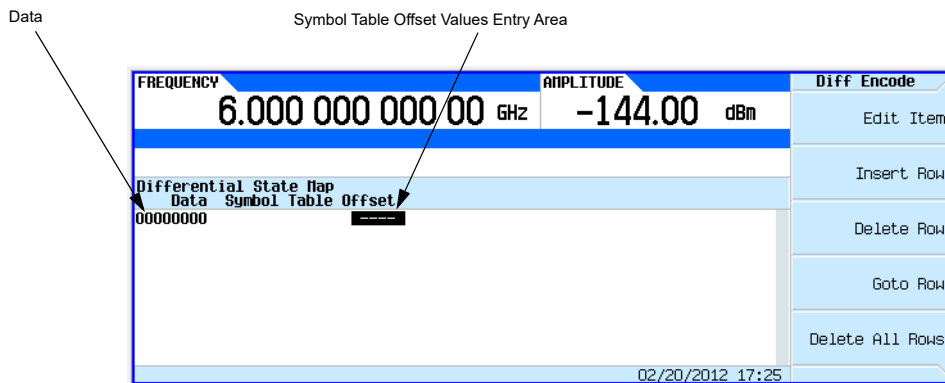 Data
Symbol Table Offset Values Entry Area
FREQUENCY
6.000 000 000 00 GHz
AMPLITUDE
-144.00 dBm
Differential State Map
Data Symbol Table Offset
00000000 ----
02/20/2012 17:25
Diff Encode
Edit Item
Insert Row
Delete Row
Goto Row
Delete All Rows